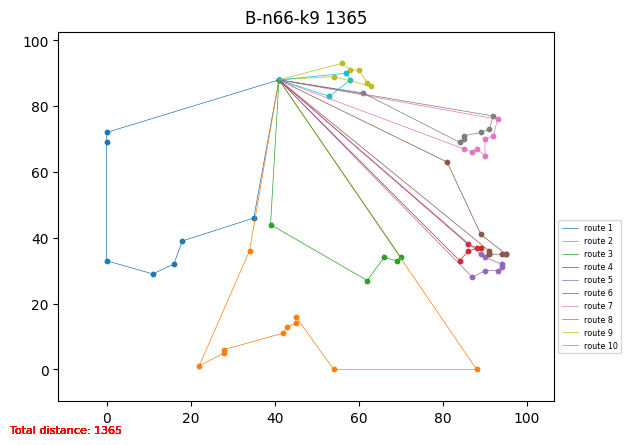 B-n66-k9 1365
100
80
60
40
20
0
0 20 40 60 80 100
route 1
route 2
route 3
route 4
route 5
route 6
route 7
route 8
route 9
route 10
Total distance: 1365